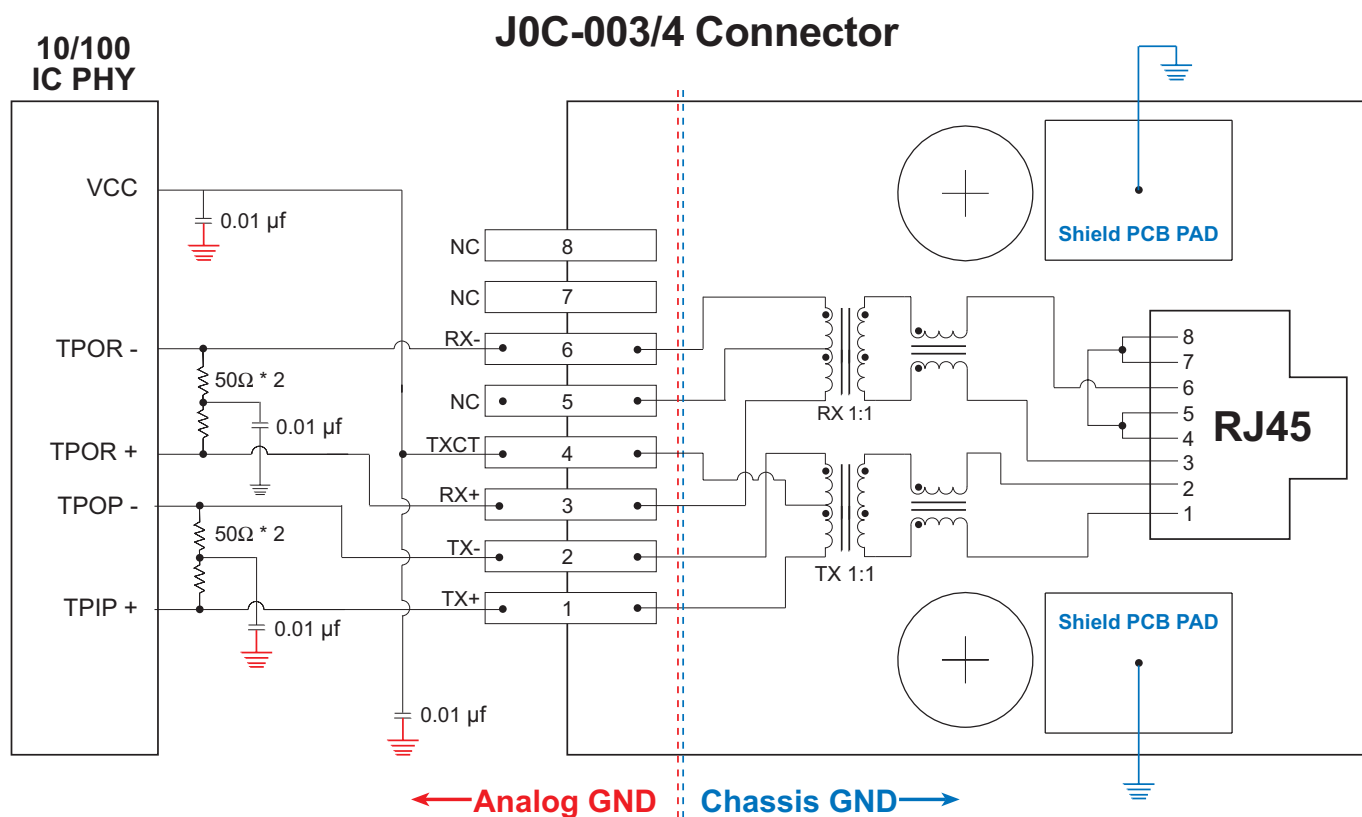 J0C-003/4 Connector
10/100
IC PHY
VCC
0.01 µf
TPOR -
50Ω * 2
0.01 µf
TPOR +
TPOP -
50Ω * 2
TPIP +
0.01 µf
0.01 µf
NC
8
NC
7
RX-
6
NC
5
TXCT
4
RX+
3
TX-
2
TX+
1
RX 1:1
TX 1:1
Shield PCB PAD
8
7
6
5
4
3
2
1
RJ45
Shield PCB PAD
Analog GND
Chassis GND